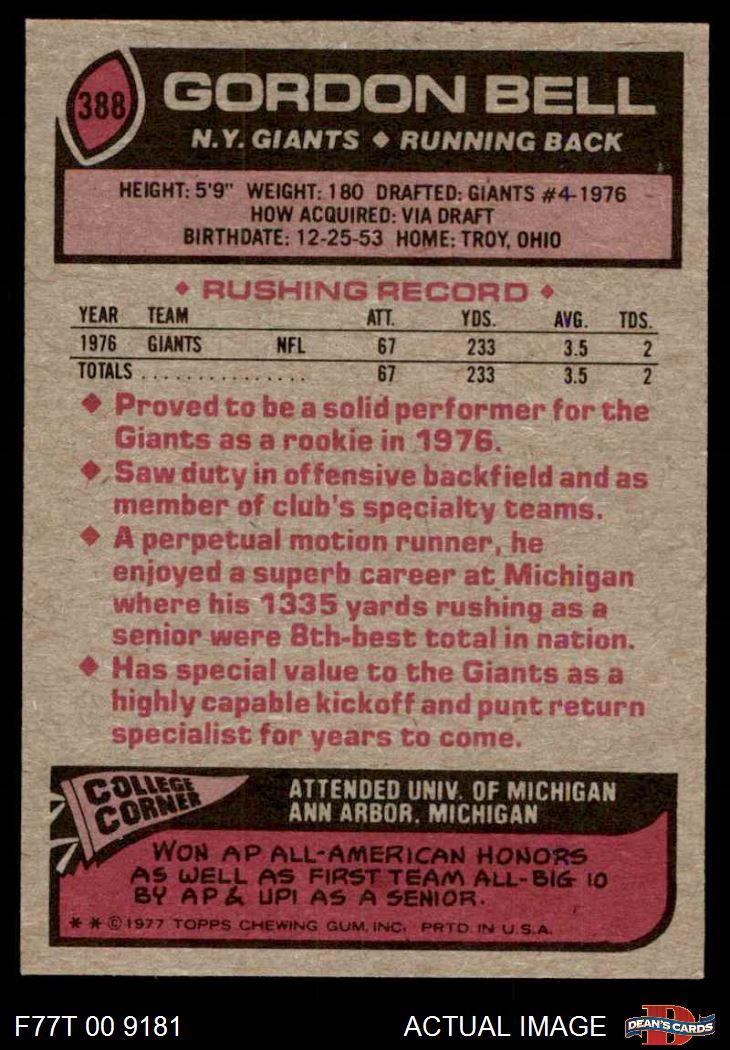 388
GORDON BELL
N.Y. GIANTS ♦ RUNNING BACK
HEIGHT: 5'9" WEIGHT: 180 DRAFTED: GIANTS #4-1976
HOW ACQUIRED: VIA DRAFT
BIRTHDATE: 12-25-53 HOME: TROY, OHIO
♦ RUSHING RECORD ♦
YEAR TEAM ATT. YDS. AVG. TDS.
1976 GIANTS NFL 67 233 3.5 2
TOTALS . . . . . . . . . . . . . . . 67 233 3.5 2
♦ Proved to be a solid performer for the
Giants as a rookie in 1976.
♦ Saw duty in offensive backfield and as
member of club's specialty teams.
♦ A perpetual motion runner, he
enjoyed a superb career at Michigan
where his 1335 yards rushing as a
senior were 8th-best total in nation.
♦ Has special value to the Giants as a
highly capable kickoff and punt return
specialist for years to come.
COLLEGE
CORNER
ATTENDED UNIV. OF MICHIGAN
ANN ARBOR, MICHIGAN
WON AP ALL-AMERICAN HONORS
AS WELL AS FIRST TEAM ALL-BIG 10
BY AP & UPI AS A SENIOR.
* * © 1977 TOPPS CHEWING GUM, INC. PRTD. IN U.S.A.
F77T 00 9181
ACTUAL IMAGE
D
DEAN'S CARDS